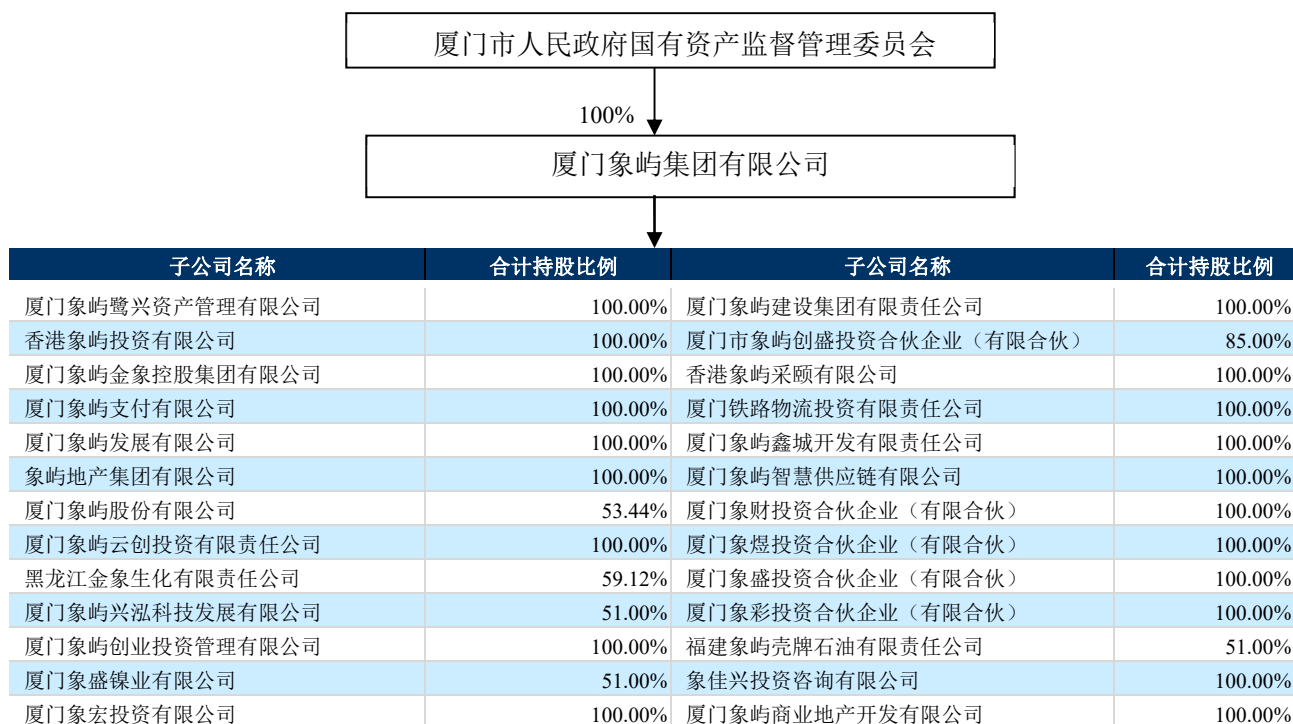 厦门市人民政府国有资产监督管理委员会
100%
厦门象屿集团有限公司
子公司名称 合计持股比例 子公司名称 合计持股比例
厦门象屿鹭兴资产管理有限公司 100.00% 厦门象屿建设集团有限责任公司 100.00%
香港象屿投资有限公司 100.00% 厦门市象屿创盛投资合伙企业（有限合伙） 85.00%
厦门象屿金象控股集团有限公司 100.00% 香港象屿采颐有限公司 100.00%
厦门象屿支付有限公司 100.00% 厦门铁路物流投资有限责任公司 100.00%
厦门象屿发展有限公司 100.00% 厦门象屿鑫城开发有限责任公司 100.00%
象屿地产集团有限公司 100.00% 厦门象屿智慧供应链有限公司 100.00%
厦门象屿股份有限公司 53.44% 厦门象财投资合伙企业（有限合伙） 100.00%
厦门象屿云创投资有限责任公司 100.00% 厦门象煜投资合伙企业（有限合伙） 100.00%
黑龙江金象生化有限责任公司 59.12% 厦门象盛投资合伙企业（有限合伙） 100.00%
厦门象屿兴泓科技发展有限公司 51.00% 厦门象彩投资合伙企业（有限合伙） 100.00%
厦门象屿创业投资管理有限公司 100.00% 福建象屿壳牌石油有限责任公司 51.00%
厦门象盛镍业有限公司 51.00% 象佳兴投资咨询有限公司 100.00%
厦门象宏投资有限公司 100.00% 厦门象屿商业地产开发有限公司 100.00%